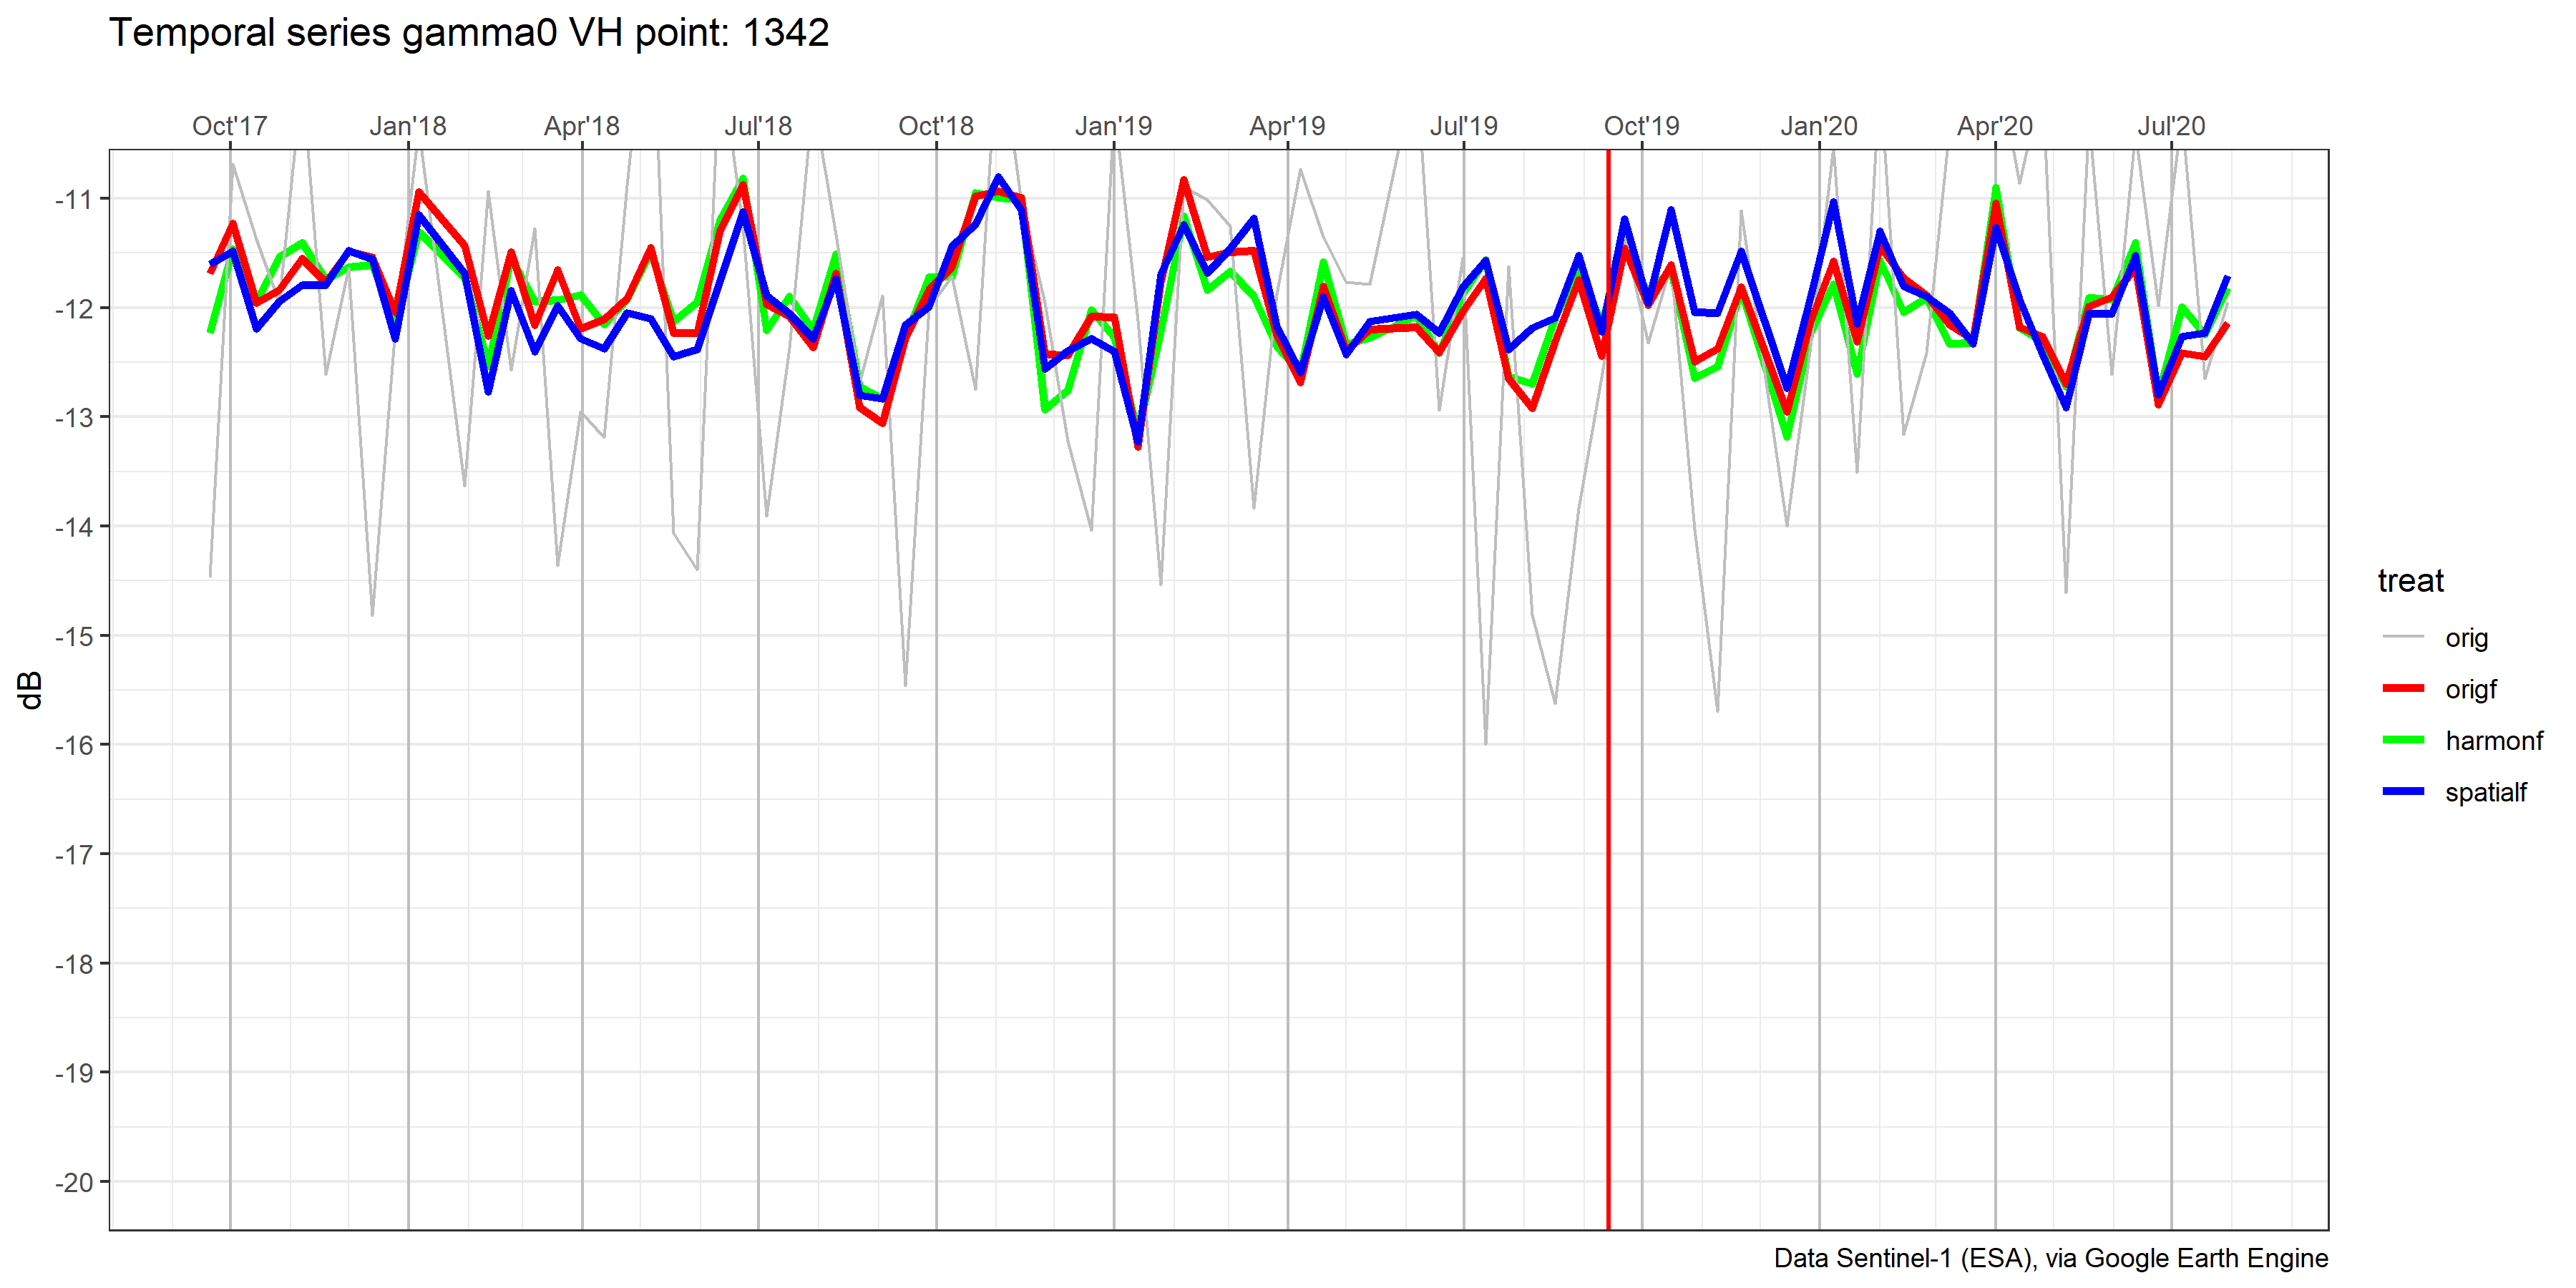 Temporal series gamma0 VH point: 1342
Oct'17 Jan'18 Apr'18 Jul'18 Oct'18 Jan'19 Apr'19 Jul'19 Oct'19 Jan'20 Apr'20 Jul'20
-11
-12
-13
-14
-15
-16
-17
-18
-19
-20
dB
treat
orig
origf
harmonf
spatialf
Data Sentinel-1 (ESA), via Google Earth Engine